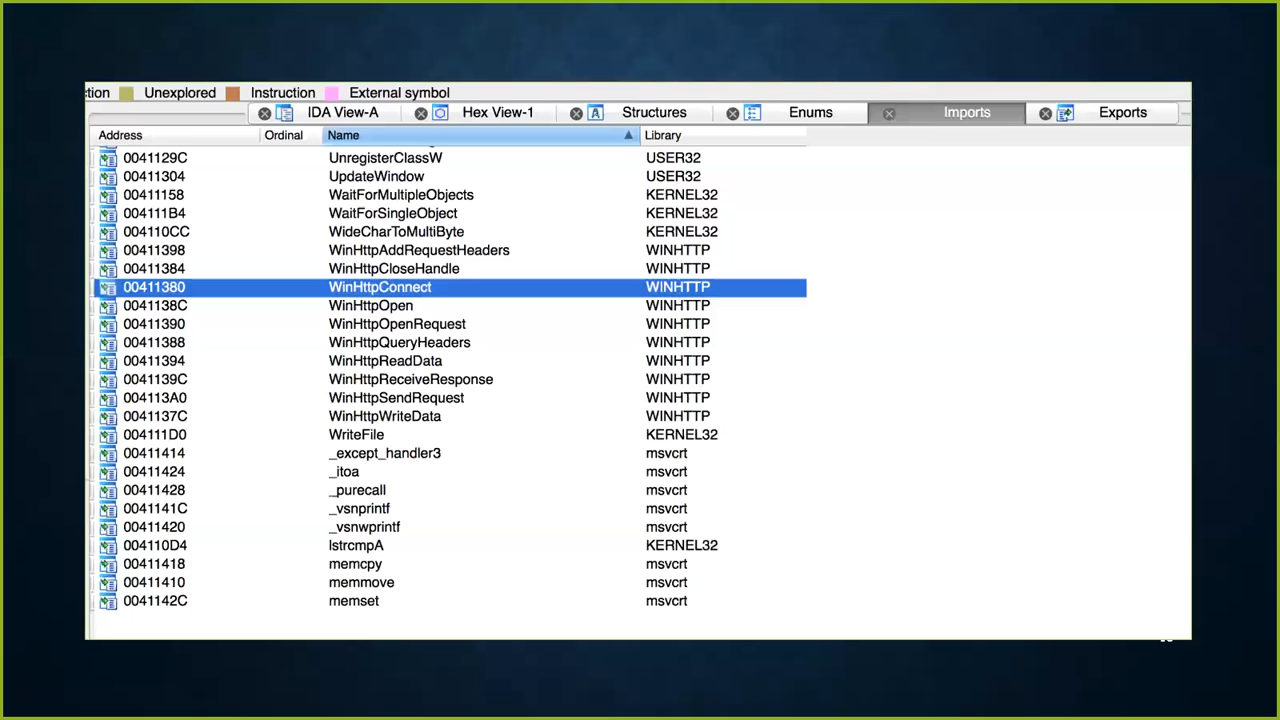 ction Unexplored Instruction External symbol
IDA View-A Hex View-1 Structures Enums Imports Exports
Address Ordinal Name Library
0041129C UnregisterClassW USER32
00411304 UpdateWindow USER32
00411158 WaitForMultipleObjects KERNEL32
004111B4 WaitForSingleObject KERNEL32
004110CC WideCharToMultiByte KERNEL32
00411398 WinHttpAddRequestHeaders WINHTTP
00411384 WinHttpCloseHandle WINHTTP
00411380 WinHttpConnect WINHTTP
0041138C WinHttpOpen WINHTTP
00411390 WinHttpOpenRequest WINHTTP
00411388 WinHttpQueryHeaders WINHTTP
00411394 WinHttpReadData WINHTTP
0041139C WinHttpReceiveResponse WINHTTP
004113A0 WinHttpSendRequest WINHTTP
0041137C WinHttpWriteData WINHTTP
004111D0 WriteFile KERNEL32
00411414 _except_handler3 msvcrt
00411424 _itoa msvcrt
00411428 _purecall msvcrt
0041141C _vsnprintf msvcrt
00411420 _vsnwprintf msvcrt
004110D4 lstrcmpA KERNEL32
00411418 memcpy msvcrt
00411410 memmove msvcrt
0041142C memset msvcrt